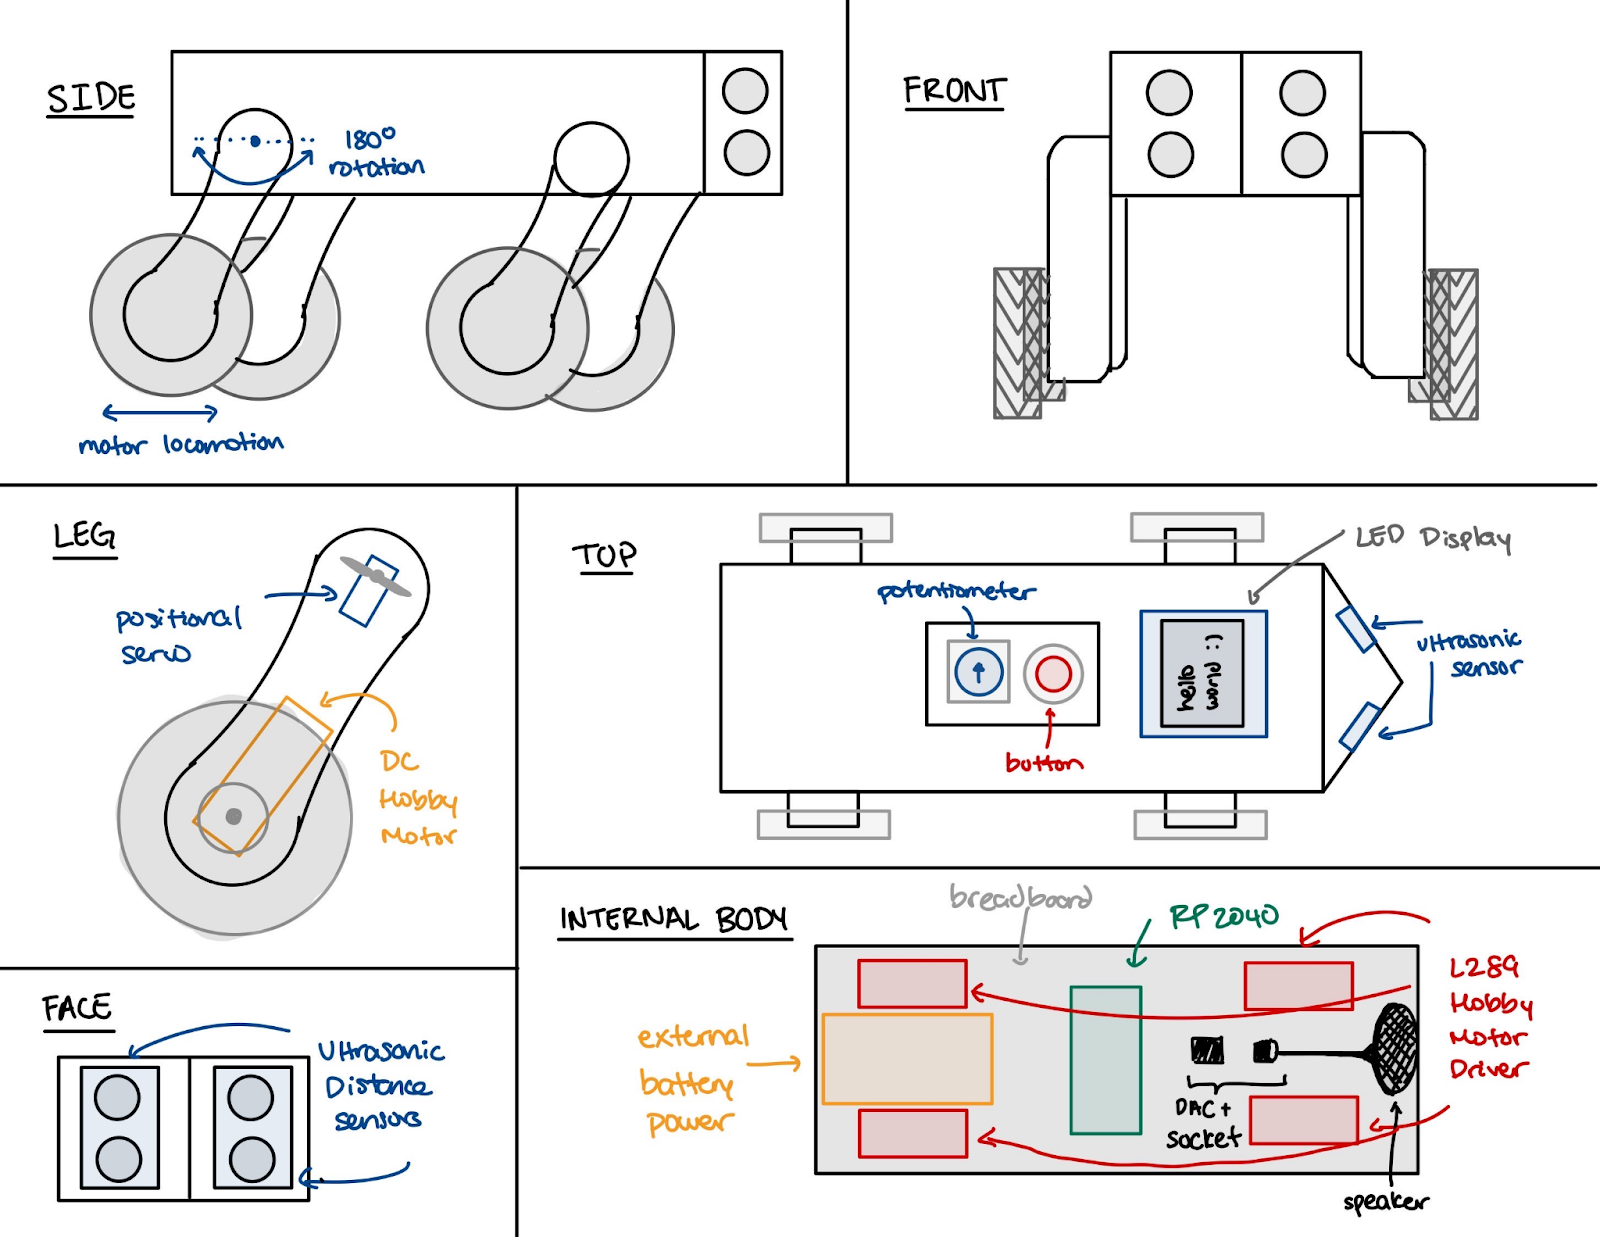 SIDE
180°
rotation
motor locomotion
FRONT
LEG
positional
servo
DC
Hobby
Motor
TOP
potentiometer
button
LED Display
hello
world :)
ultrasonic
sensor
FACE
Ultrasonic
Distance
sensors
INTERNAL BODY
breadboard
RP2040
external
battery
power
DAC +
socket
L289
Hobby
Motor
Driver
speaker